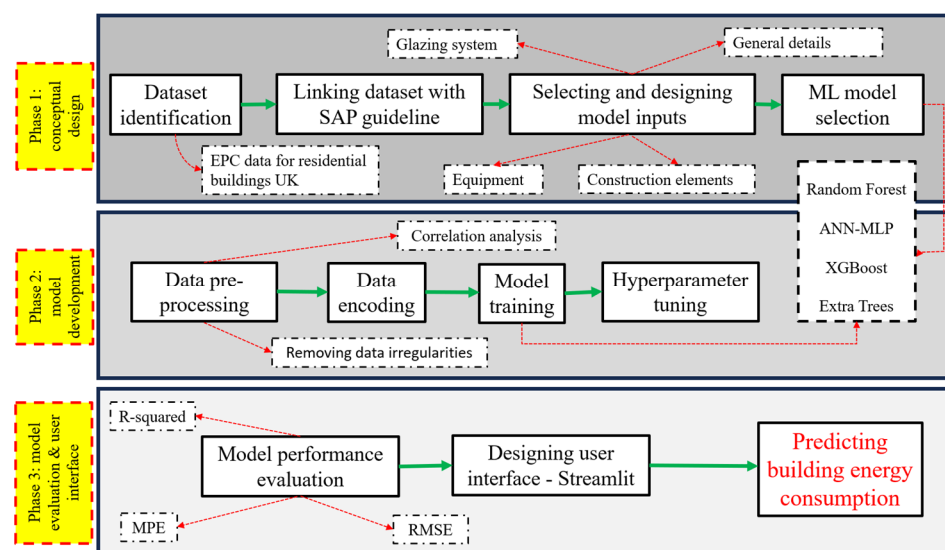 Phase 1:
conceptual
design
Glazing system
General details
Dataset
identification
Linking dataset with
SAP guideline
Selecting and designing
model inputs
ML model
selection
EPC data for residential
buildings UK
Equipment
Construction elements
Random Forest
ANN-MLP
XGBoost
Extra Trees
Phase 2:
model
development
Correlation analysis
Data pre-
processing
Data
encoding
Model
training
Hyperparameter
tuning
Removing data irregularities
Phase 3: model
evaluation & user
interface
R-squared
Model performance
evaluation
Designing user
interface - Streamlit
Predicting
building energy
consumption
MPE
RMSE